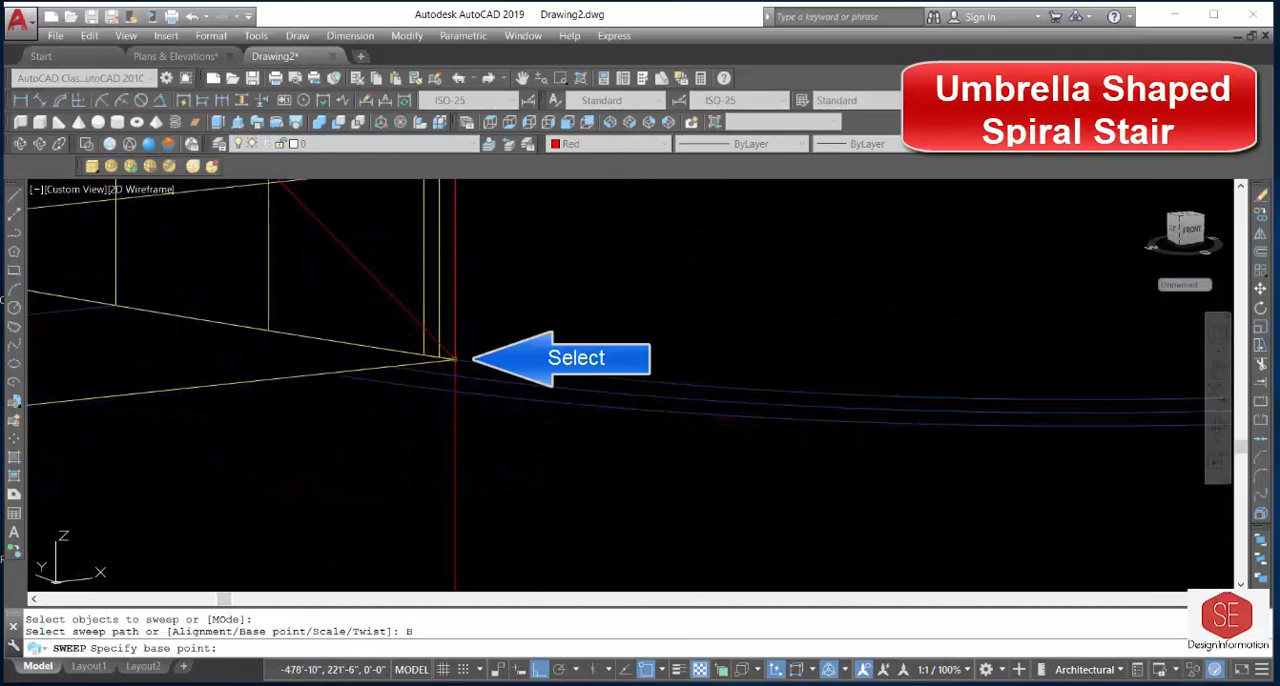 Autodesk AutoCAD 2019 Drawing2.dwg
Type a keyword or phrase
Sign In
File Edit View Insert Format Tools Draw Dimension Modify Parametric Window Help Express
Start Plans & Elevations* Drawing2*
ISO-25 Standard ISO-25 Standard
0 Red ByLayer ByLayer
Umbrella Shaped
Spiral Stair
[−][Custom View][2D Wireframe]
FRONT
Unnamed
Select
Z
Y X
Select objects to sweep or [MOde]:
Select sweep path or [Alignment/Base point/Scale/Twist]: B
SWEEP Specify base point:
SE
Design Information
Model Layout1 Layout2 +
-478'-10", 221'-6", 0'-0" MODEL 1:1 / 100% Architectural